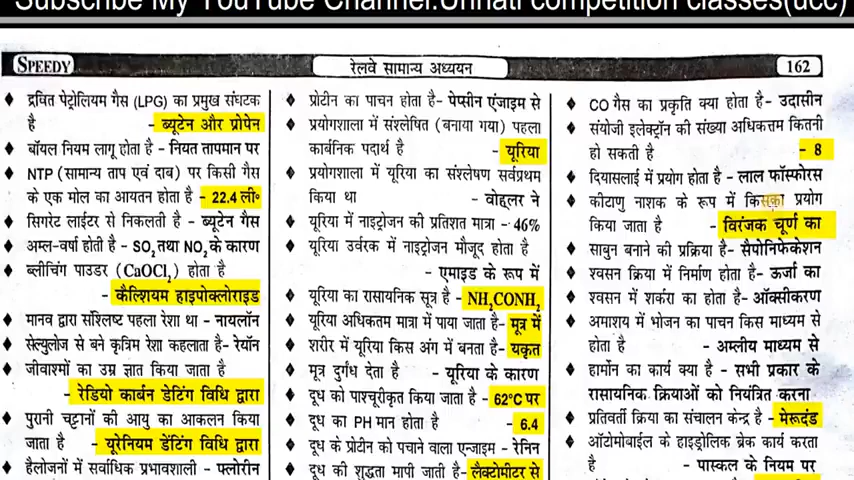 Subscribe My YouTube Channel:Unnati competition classes(ucc)
SPEEDY
रेलवे सामान्य अध्ययन
162
♦ द्रवित पेट्रोलियम गैस (LPG) का प्रमुख संघटक
है - ब्यूटेन और प्रोपेन
♦ बॉयल नियम लागू होता है - नियत तापमान पर
♦ NTP (सामान्य ताप एवं दाब) पर किसी गैस
के एक मोल का आयतन होता है - 22.4 ली॰
♦ सिगरेट लाईटर से निकलती है - ब्यूटेन गैस
♦ अम्ल-वर्षा होती है - SO₂ तथा NO₂ के कारण
♦ ब्लीचिंग पाउडर (CaOCl₂) होता है
- कैल्शियम हाइपोक्लोराइड
♦ मानव द्वारा संश्लिष्ट पहला रेशा था - नायलॉन
♦ सेल्युलोज से बने कृत्रिम रेशा कहलाता है- रेयॉन
♦ जीवाश्मों का उम्र ज्ञात किया जाता है
- रेडियो कार्बन डेटिंग विधि द्वारा
♦ पुरानी चट्टानों की आयु का आकलन किया
जाता है - यूरेनियम डेंटिंग विधि द्वारा
♦ हैलोजनों में सर्वाधिक प्रभावशाली - फ्लोरीन
♦ प्रोटीन का पाचन होता है- पेप्सीन एंजाइम से
♦ प्रयोगशाला में संश्लेषित (बनाया गया) पहला
कार्वनिक पदार्थ है - यूरिया
♦ प्रयोगशाला में यूरिया का संश्लेषण सर्वप्रथम
किया था - वोह्लर ने
♦ यूरिया में नाइट्रोजन की प्रतिशत मात्रा - 46%
♦ यूरिया उर्वरक में नाइट्रोजन मौजूद होता है
- एमाइड के रूप में
♦ यूरिया का रासायनिक सूत्र है - NH₂CONH₂
♦ यूरिया अधिकतम मात्रा में पाया जाता है- मूत्र में
♦ शरीर में यूरिया किस अंग में बनता है- यकृत
♦ मूत्र दुर्गंध देता है - यूरिया के कारण
♦ दूध को पाश्चूरीकृत किया जाता है - 62°C पर
♦ दूध का PH मान होता है - 6.4
♦ दूध के प्रोटीन को पचाने वाला एन्जाइम - रेनिन
♦ दूध की शुद्धता मापी जाती है- लैक्टोमीटर से
♦ CO गैस का प्रकृति क्या होता है- उदासीन
♦ संयोजी इलेक्ट्रॉन की संख्या अधिकतम कितनी
हो सकती है - 8
♦ दियासलाई में प्रयोग होता है - लाल फॉस्फोरस
♦ कीटाणु नाशक के रूप में किसका प्रयोग
किया जाता है - विरंजक चूर्ण का
♦ साबुन बनाने की प्रक्रिया है- सैपोनिफेकेशन
♦ श्वसन क्रिया में निर्माण होता है- ऊर्जा का
♦ श्वसन में शर्करा का होता है - ऑक्सीकरण
♦ अमाशय में भोजन का पाचन किस माध्यम से
होता है - अम्लीय माध्यम से
♦ हार्मोन का कार्य क्या है - सभी प्रकार के
रासायनिक क्रियाओं को नियंत्रित करना
♦ प्रतिवर्ती क्रिया का संचालन केन्द्र है - मेरूदंड
♦ ऑटोमोबाईल के हाइड्रोलिक ब्रेक कार्य करता
है - पास्कल के नियम पर